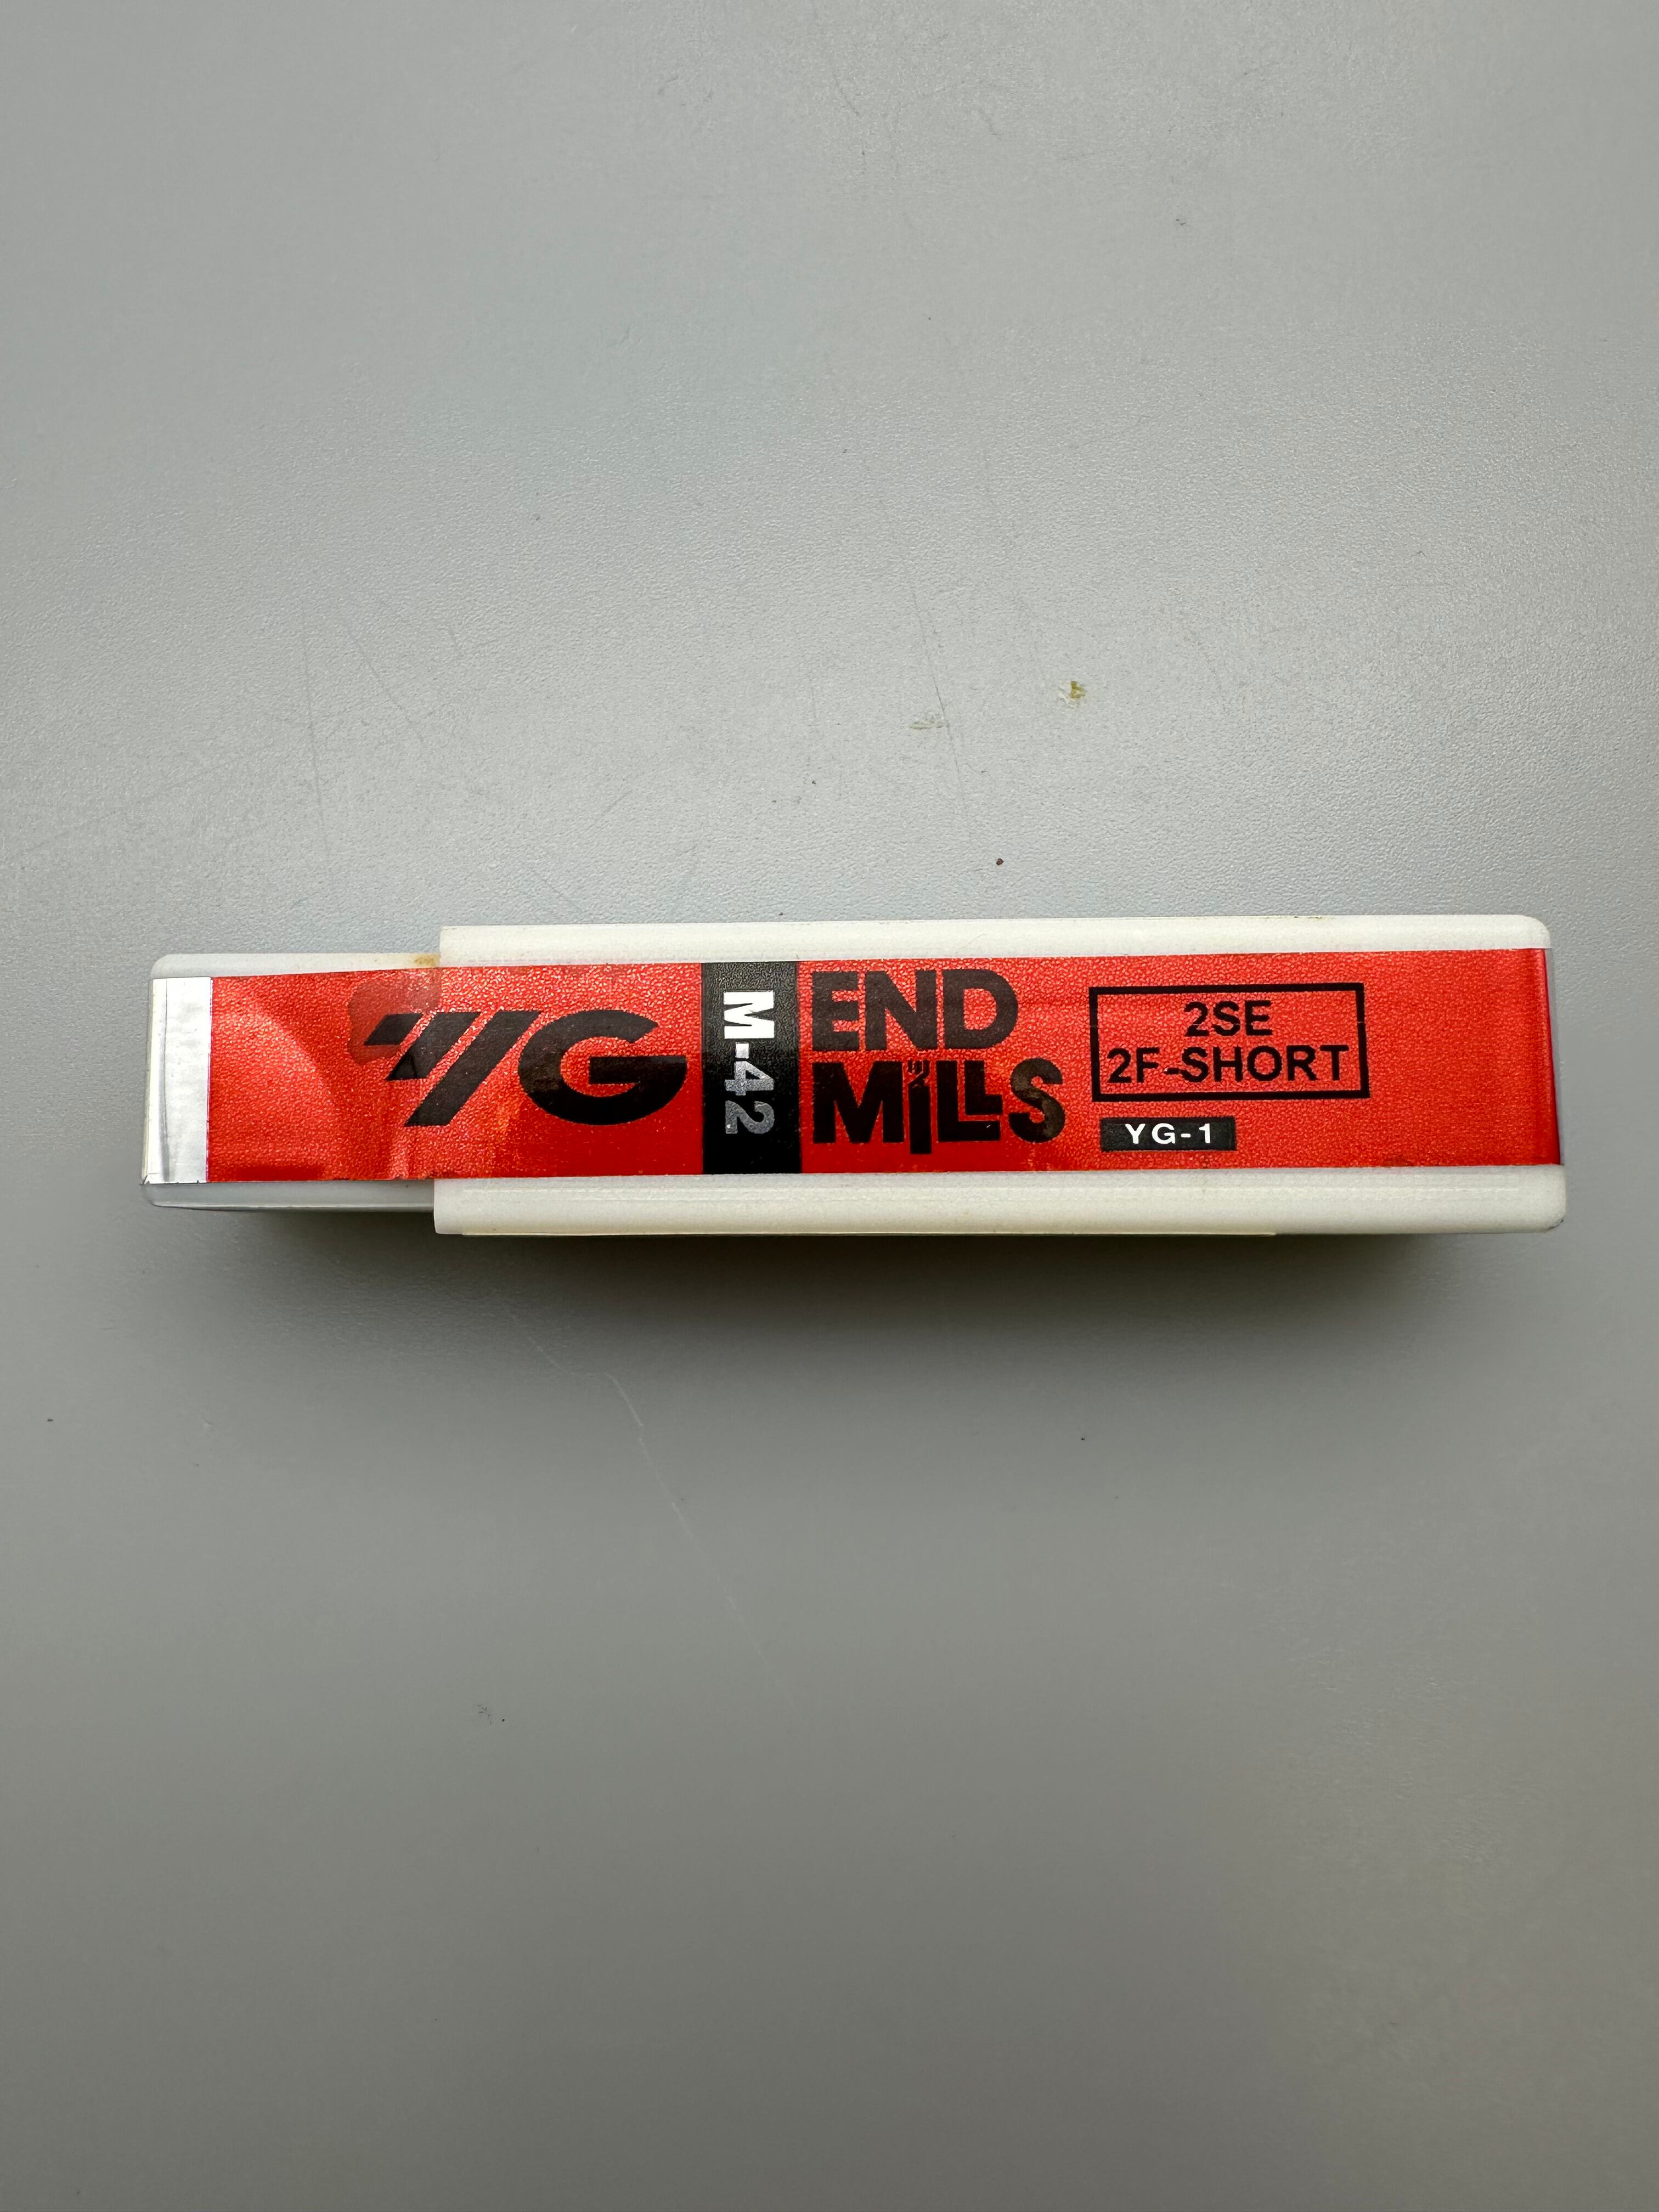 YG
M-42
END
MILLS
2SE
2F-SHORT
YG-1